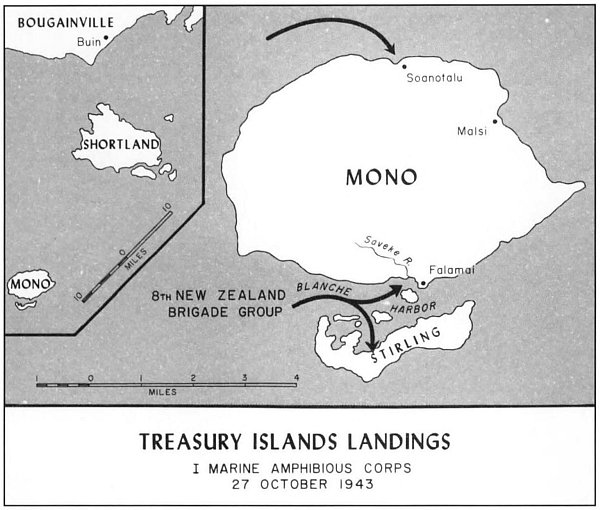 BOUGAINVILLE
Buin
SHORTLAND
10
0
10
MILES
MONO
Soanotalu
Malsi
MONO
Saveke R.
Falamai
BLANCHE
HARBOR
8TH NEW ZEALAND
BRIGADE GROUP
STIRLING
1 0 1 2 3 4
MILES
TREASURY ISLANDS LANDINGS
I MARINE AMPHIBIOUS CORPS
27 OCTOBER 1943